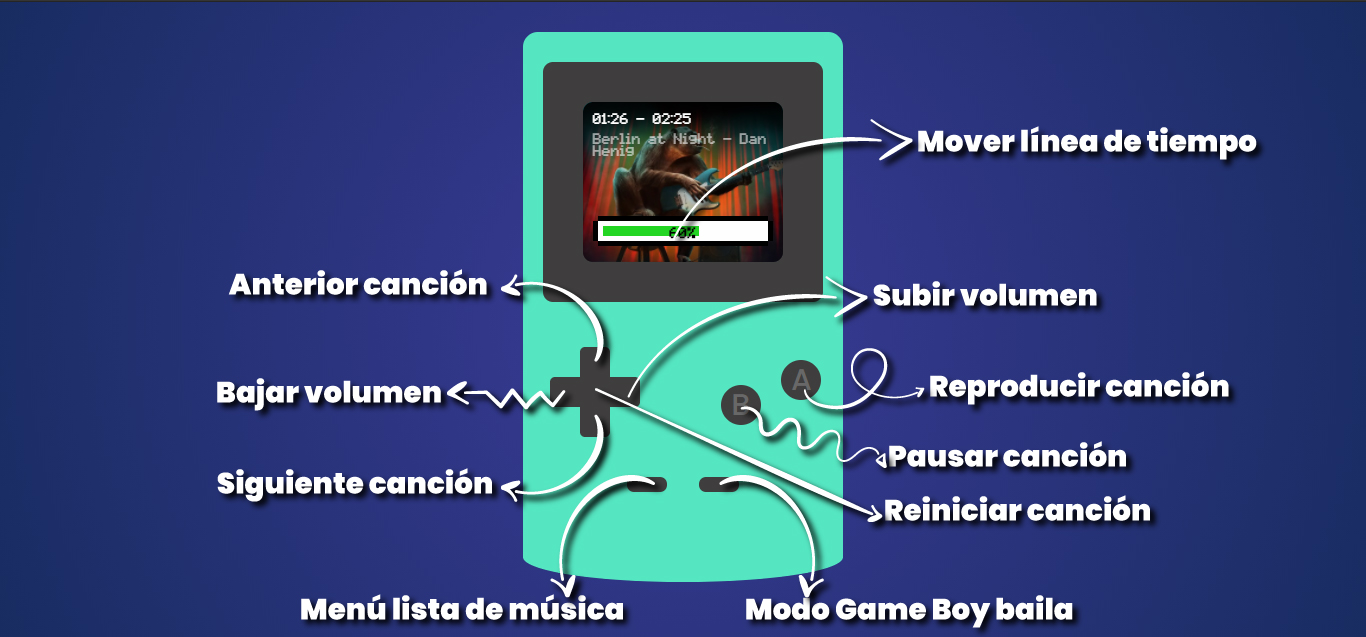 01:26 - 02:25
Berlin at Night - Dan
Henig
Mover línea de tiempo
60%
Anterior canción
Subir volumen
Bajar volumen
A
Reproducir canción
B
Pausar canción
Siguiente canción
Reiniciar canción
Menú lista de música
Modo Game Boy baila